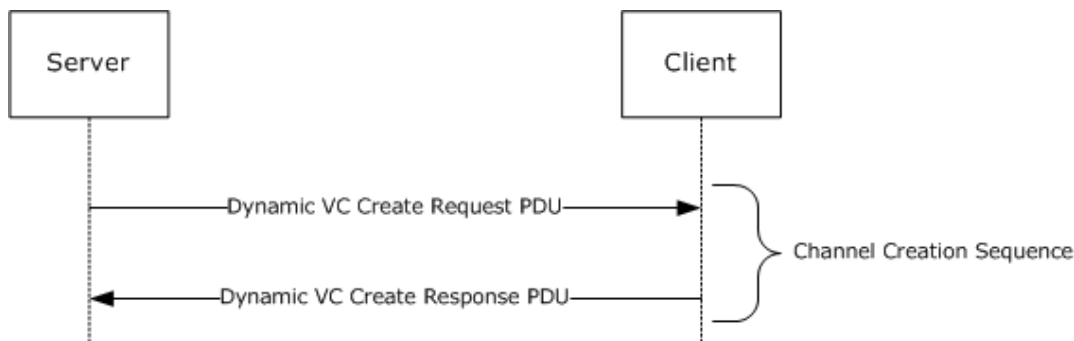 Server
Client
Dynamic VC Create Request PDU
Channel Creation Sequence
Dynamic VC Create Response PDU